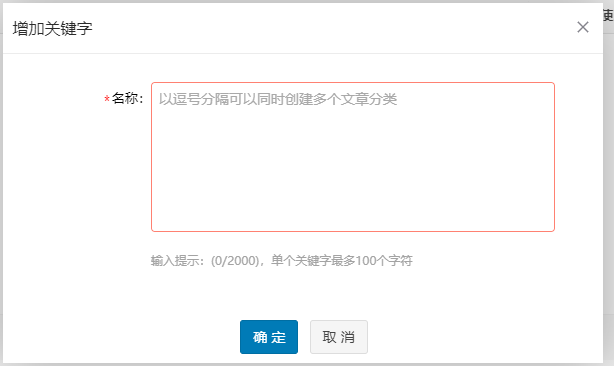 增加关键字
使
*名称：
以逗号分隔可以同时创建多个文章分类
输入提示：(0/2000)，单个关键字最多100个字符
确 定
取 消